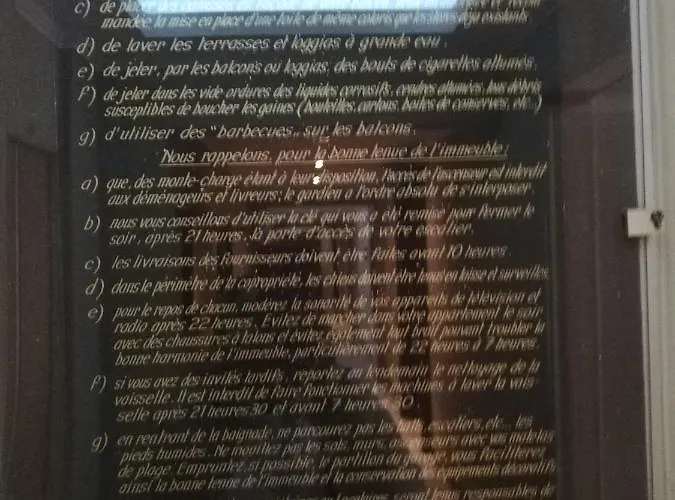 c) de placer des
mandée, la mise en place d'une toile de même coloris que les stores déjà existants.
d) de laver les terrasses et loggias à grande eau.
e) de jeter, par les balcons ou loggias, des bouts de cigarettes allumés.
f) de jeter dans les vide ordures des liquides corrosifs, cendres allumées, tous débris
susceptibles de boucher les gaines (bouteilles, cartons, boites de conserves, etc..)
g) d'utiliser des "barbecues" sur les balcons.
Nous rappelons, pour la bonne tenue de l'immeuble:
a) que, des monte-charge étant à leur disposition, l'accès de l'ascenseur est interdit
aux déménageurs et livreurs; le gardien a l'ordre absolu de s'interposer.
b) nous vous conseillons d'utiliser la clé qui vous a été remise pour fermer le
soir, après 21 heures, la porte d'accès de votre escalier.
c) les livraisons des fournisseurs doivent être faites avant 10 heures.
d) dans le périmètre de la copropriété, les chiens doivent être tenus en laisse et surveillés.
e) pour le repos de chacun, modérez la sonorité de vos appareils de télévision et
radio après 22 heures. Evitez de marcher dans votre appartement le soir
avec des chaussures à talons et évitez également tout bruit pouvant troubler la
bonne harmonie de l'immeuble, particulièrement de 22 heures à 7 heures.
f) si vous avez des invités tardifs, reportez au lendemain le nettoyage de la
vaisselle. Il est interdit de faire fonctionner les machines à laver la vais-
selle après 21 heures 30 et avant 7 heures 30.
g) en rentrant de la baignade, ne parcourez pas les halls, escaliers, etc... les
pieds humides. Ne mouillez pas les sols, murs, ascenseurs avec vos matelas
de plage. Empruntez, si possible, le portillon du vous faciliterez
ainsi la bonne tenue de l'immeuble et la conservation des équipements décoratifs
locataires, seront tenus responsables de